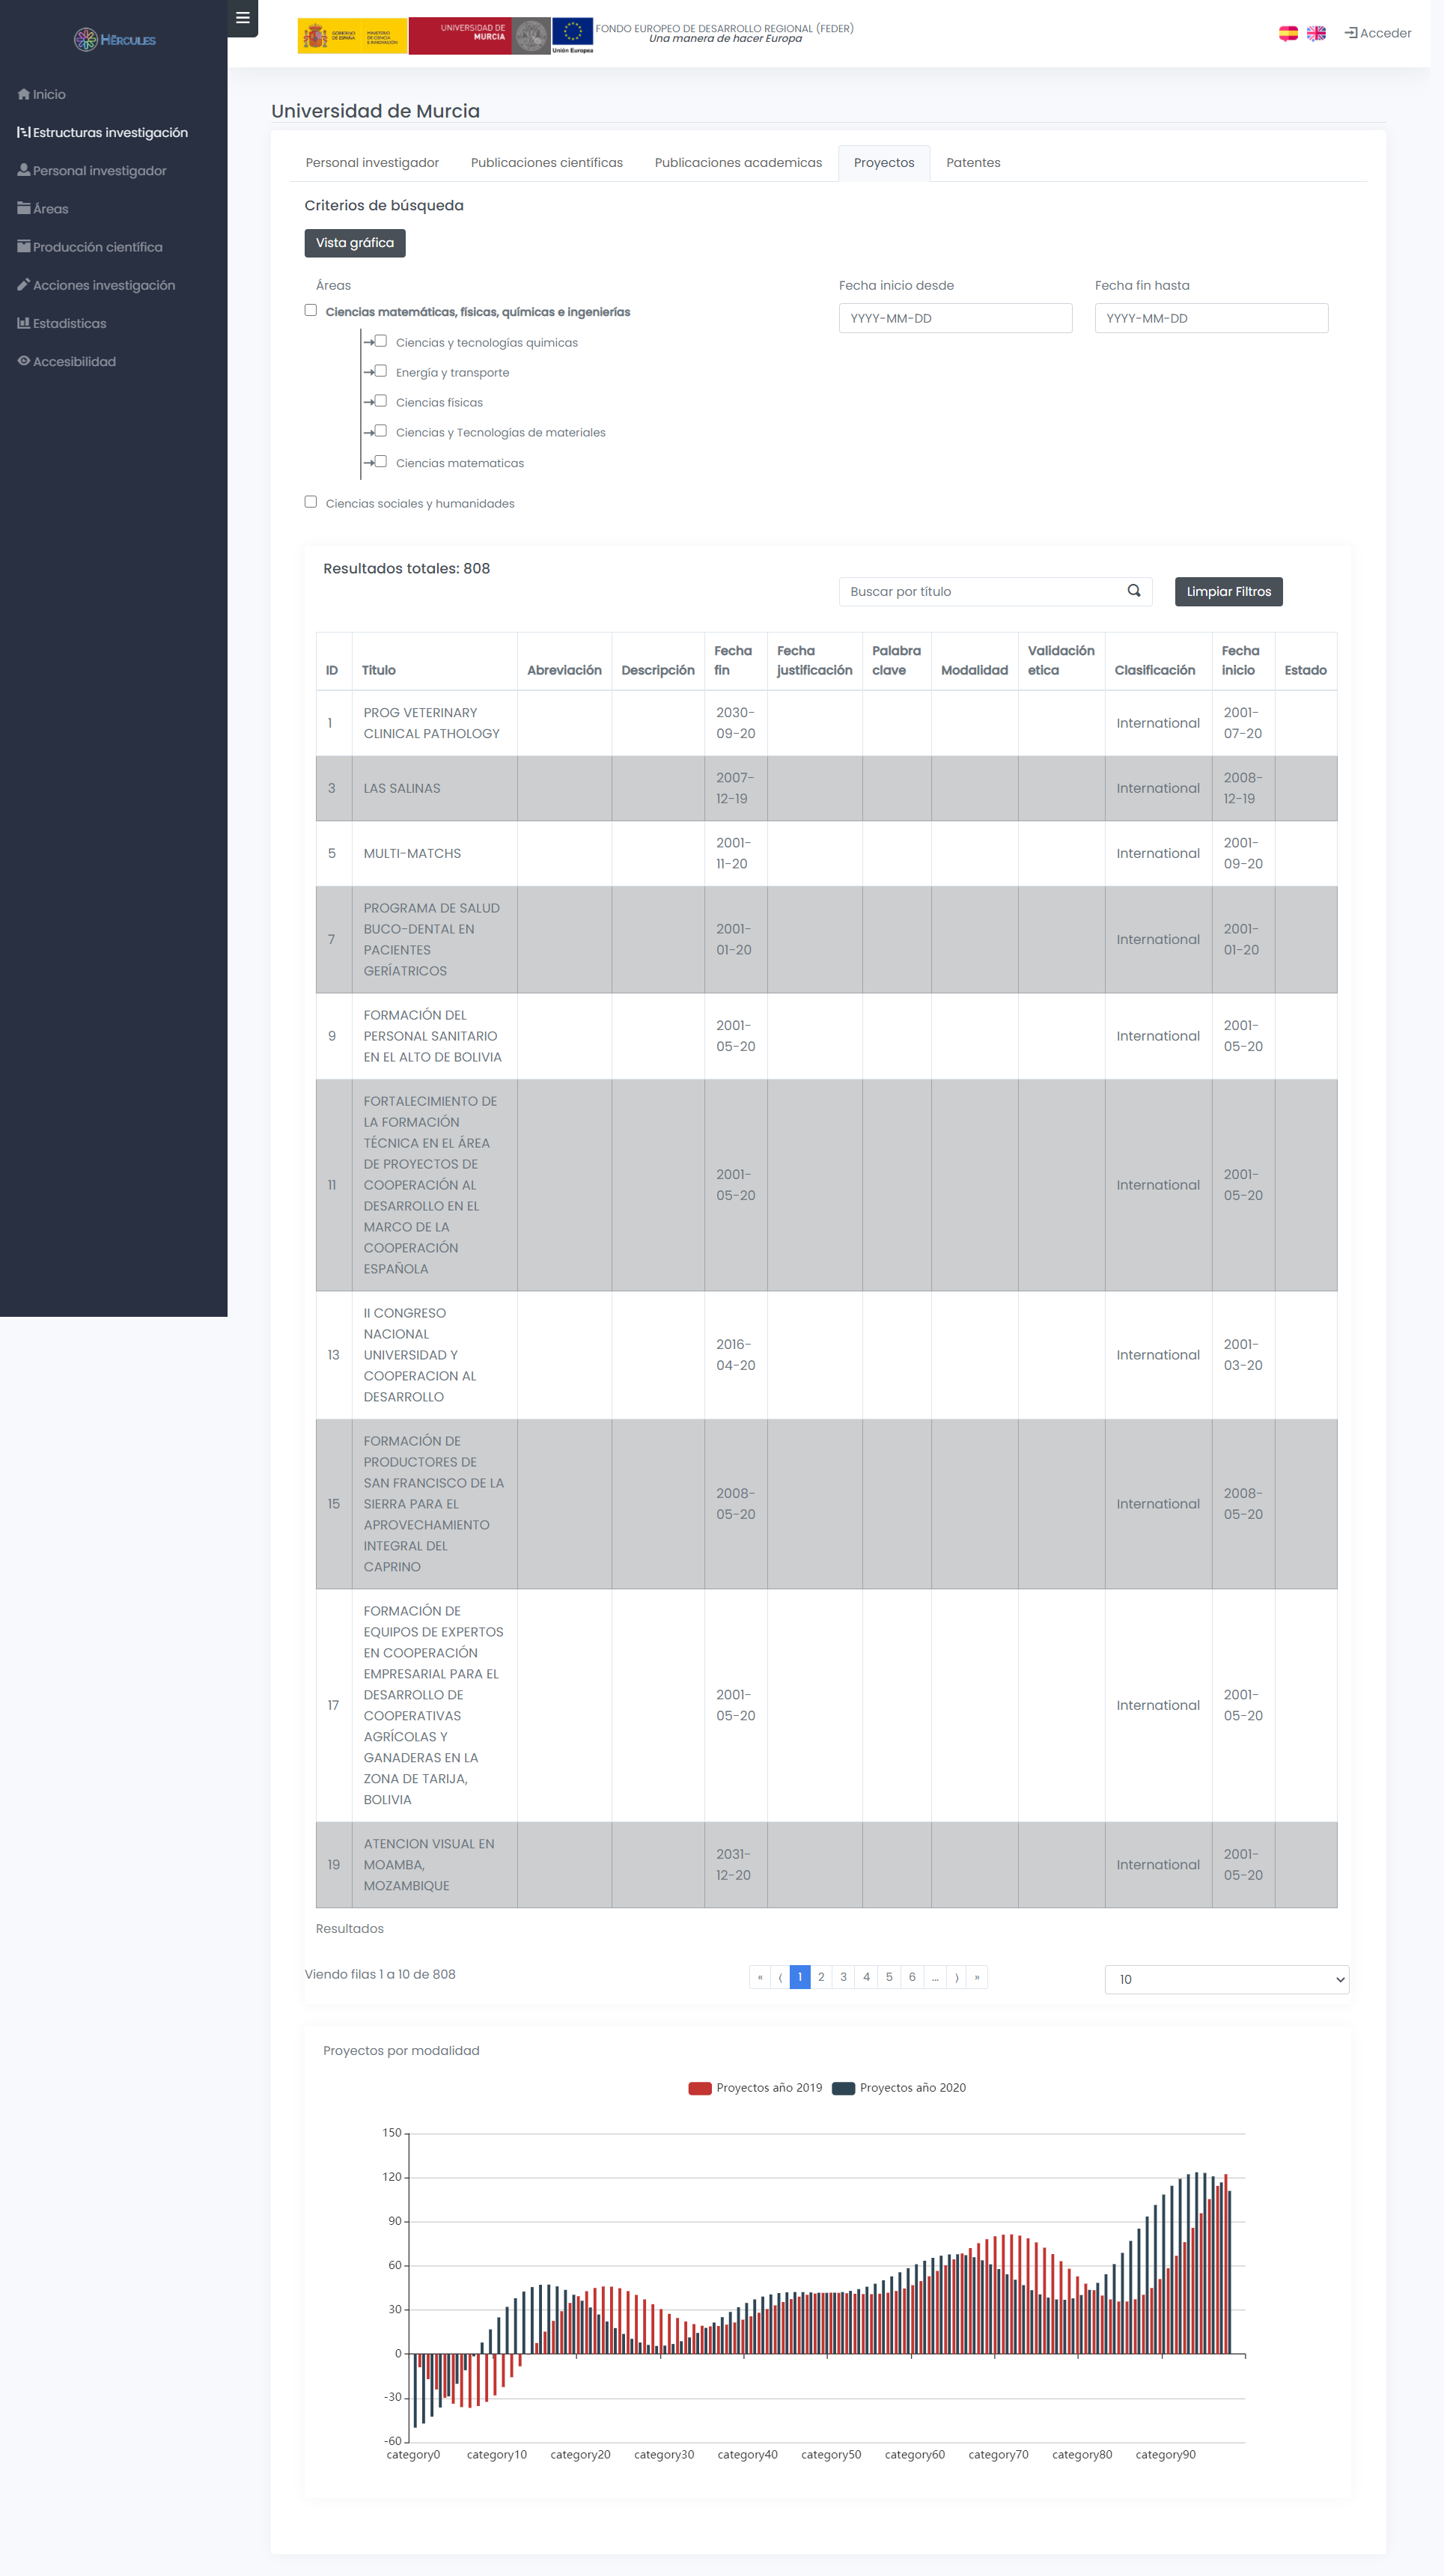 HÉRCULES
Inicio
Estructuras investigación
Personal investigador
Áreas
Producción científica
Acciones investigación
Estadisticas
Accesibilidad
GOBIERNO
DE ESPAÑA
MINISTERIO
DE CIENCIA
E INNOVACIÓN
UNIVERSIDAD DE
MURCIA
Unión Europea
FONDO EUROPEO DE DESARROLLO REGIONAL (FEDER)
Una manera de hacer Europa
Acceder
Universidad de Murcia
Personal investigador Publicaciones científicas Publicaciones academicas Proyectos Patentes
Criterios de búsqueda
Vista gráfica
Áreas Fecha inicio desde Fecha fin hasta
Ciencias matemáticas, físicas, químicas e ingenierías
YYYY-MM-DD YYYY-MM-DD
Ciencias y tecnologías quimicas
Energía y transporte
Ciencias físicas
Ciencias y Tecnologías de materiales
Ciencias matematicas
Ciencias sociales y humanidades
Resultados totales: 808
Buscar por título Limpiar Filtros
ID Titulo Abreviación Descripción Fecha fin Fecha justificación Palabra clave Modalidad Validación etica Clasificación Fecha inicio Estado
1 PROG VETERINARY 2030- International 2001-
CLINICAL PATHOLOGY 09-20 07-20
3 LAS SALINAS 2007- International 2008-
12-19 12-19
5 MULTI-MATCHS 2001- International 2001-
11-20 09-20
PROGRAMA DE SALUD
BUCO-DENTAL EN
7 PACIENTES 2001- International 2001-
GERÍATRICOS 01-20 01-20
FORMACIÓN DEL
9 PERSONAL SANITARIO 2001- International 2001-
EN EL ALTO DE BOLIVIA 05-20 05-20
FORTALECIMIENTO DE
LA FORMACIÓN
TÉCNICA EN EL ÁREA
DE PROYECTOS DE
11 COOPERACIÓN AL 2001- International 2001-
DESARROLLO EN EL 05-20 05-20
MARCO DE LA
COOPERACIÓN
ESPAÑOLA
II CONGRESO
NACIONAL
13 UNIVERSIDAD Y 2016- International 2001-
COOPERACION AL 04-20 03-20
DESARROLLO
FORMACIÓN DE
PRODUCTORES DE
SAN FRANCISCO DE LA
15 SIERRA PARA EL 2008- International 2008-
APROVECHAMIENTO 05-20 05-20
INTEGRAL DEL
CAPRINO
FORMACIÓN DE
EQUIPOS DE EXPERTOS
EN COOPERACIÓN
EMPRESARIAL PARA EL
17 DESARROLLO DE 2001- International 2001-
COOPERATIVAS 05-20 05-20
AGRÍCOLAS Y
GANADERAS EN LA
ZONA DE TARIJA,
BOLIVIA
ATENCION VISUAL EN
19 MOAMBA, 2031- International 2001-
MOZAMBIQUE 12-20 05-20
Resultados
Viendo filas 1 a 10 de 808 « ⟨ 1 2 3 4 5 6 ... ⟩ » 10
Proyectos por modalidad
Proyectos año 2019 Proyectos año 2020
150
120
90
60
30
0
-30
-60
category0 category10 category20 category30 category40 category50 category60 category70 category80 category90